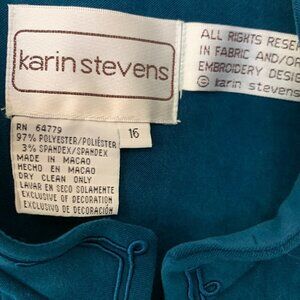 karin stevens
ALL RIGHTS RESE
IN FABRIC AND/OR
EMBROIDERY DESIG
© karin stevens
RN 64779
97% POLYESTER/POLIÉSTER
3% SPANDEX/SPANDEX
MADE IN MACAO
HECHO EN MACAO
DRY CLEAN ONLY
LAVAR EN SECO SOLAMENTE
EXCLUSIVE OF DECORATION
EXCLUSIVO DE DECORACIÓN
16